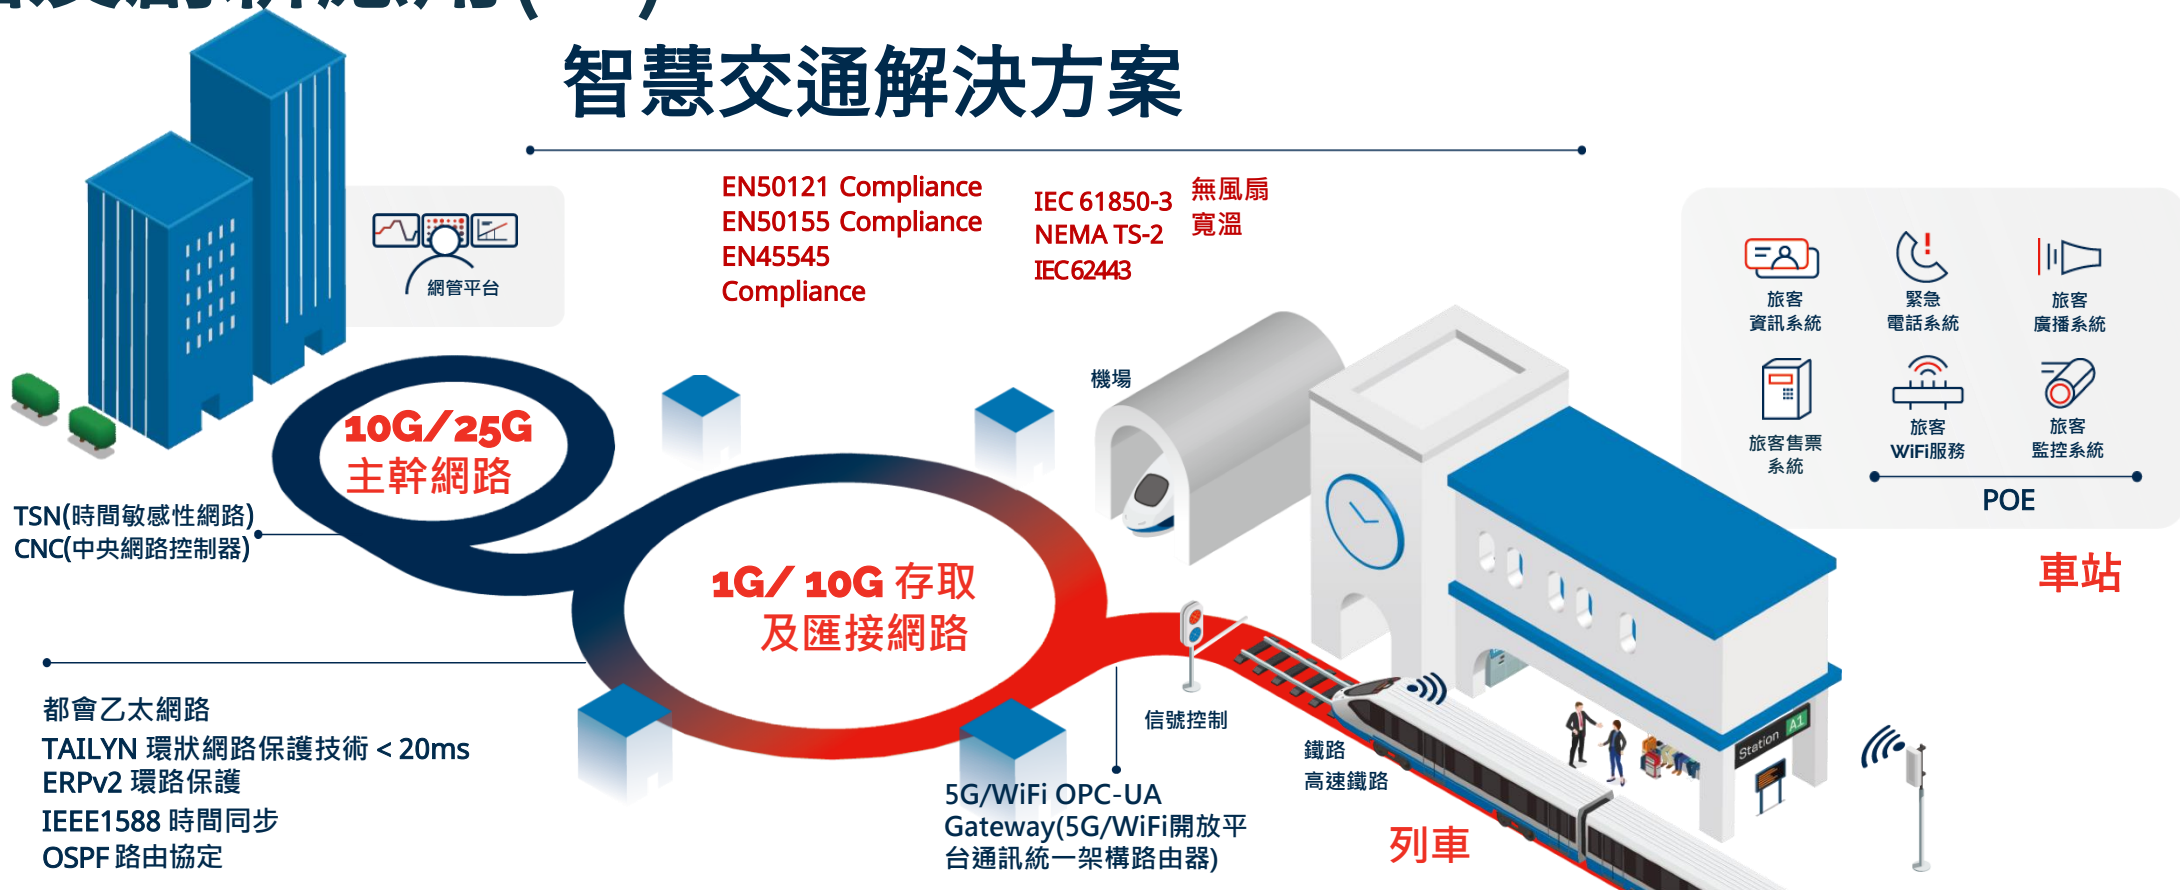 智慧交通解決方案
EN50121 Compliance
EN50155 Compliance
EN45545
Compliance
IEC 61850-3
NEMA TS-2
IEC62443
無風扇
寬溫
網管平台
旅客
資訊系統
緊急
電話系統
旅客
廣播系統
旅客售票
系統
旅客
WiFi服務
旅客
監控系統
POE
車站
機場
10G/25G
主幹網路
TSN(時間敏感性網路)
CNC(中央網路控制器)
1G/ 10G 存取
及匯接網路
都會乙太網路
TAILYN 環狀網路保護技術 < 20ms
ERPv2 環路保護
IEEE1588 時間同步
OSPF 路由協定
信號控制
5G/WiFi OPC-UA
Gateway(5G/WiFi開放平
台通訊統一架構路由器)
鐵路
高速鐵路
列車
Station A1